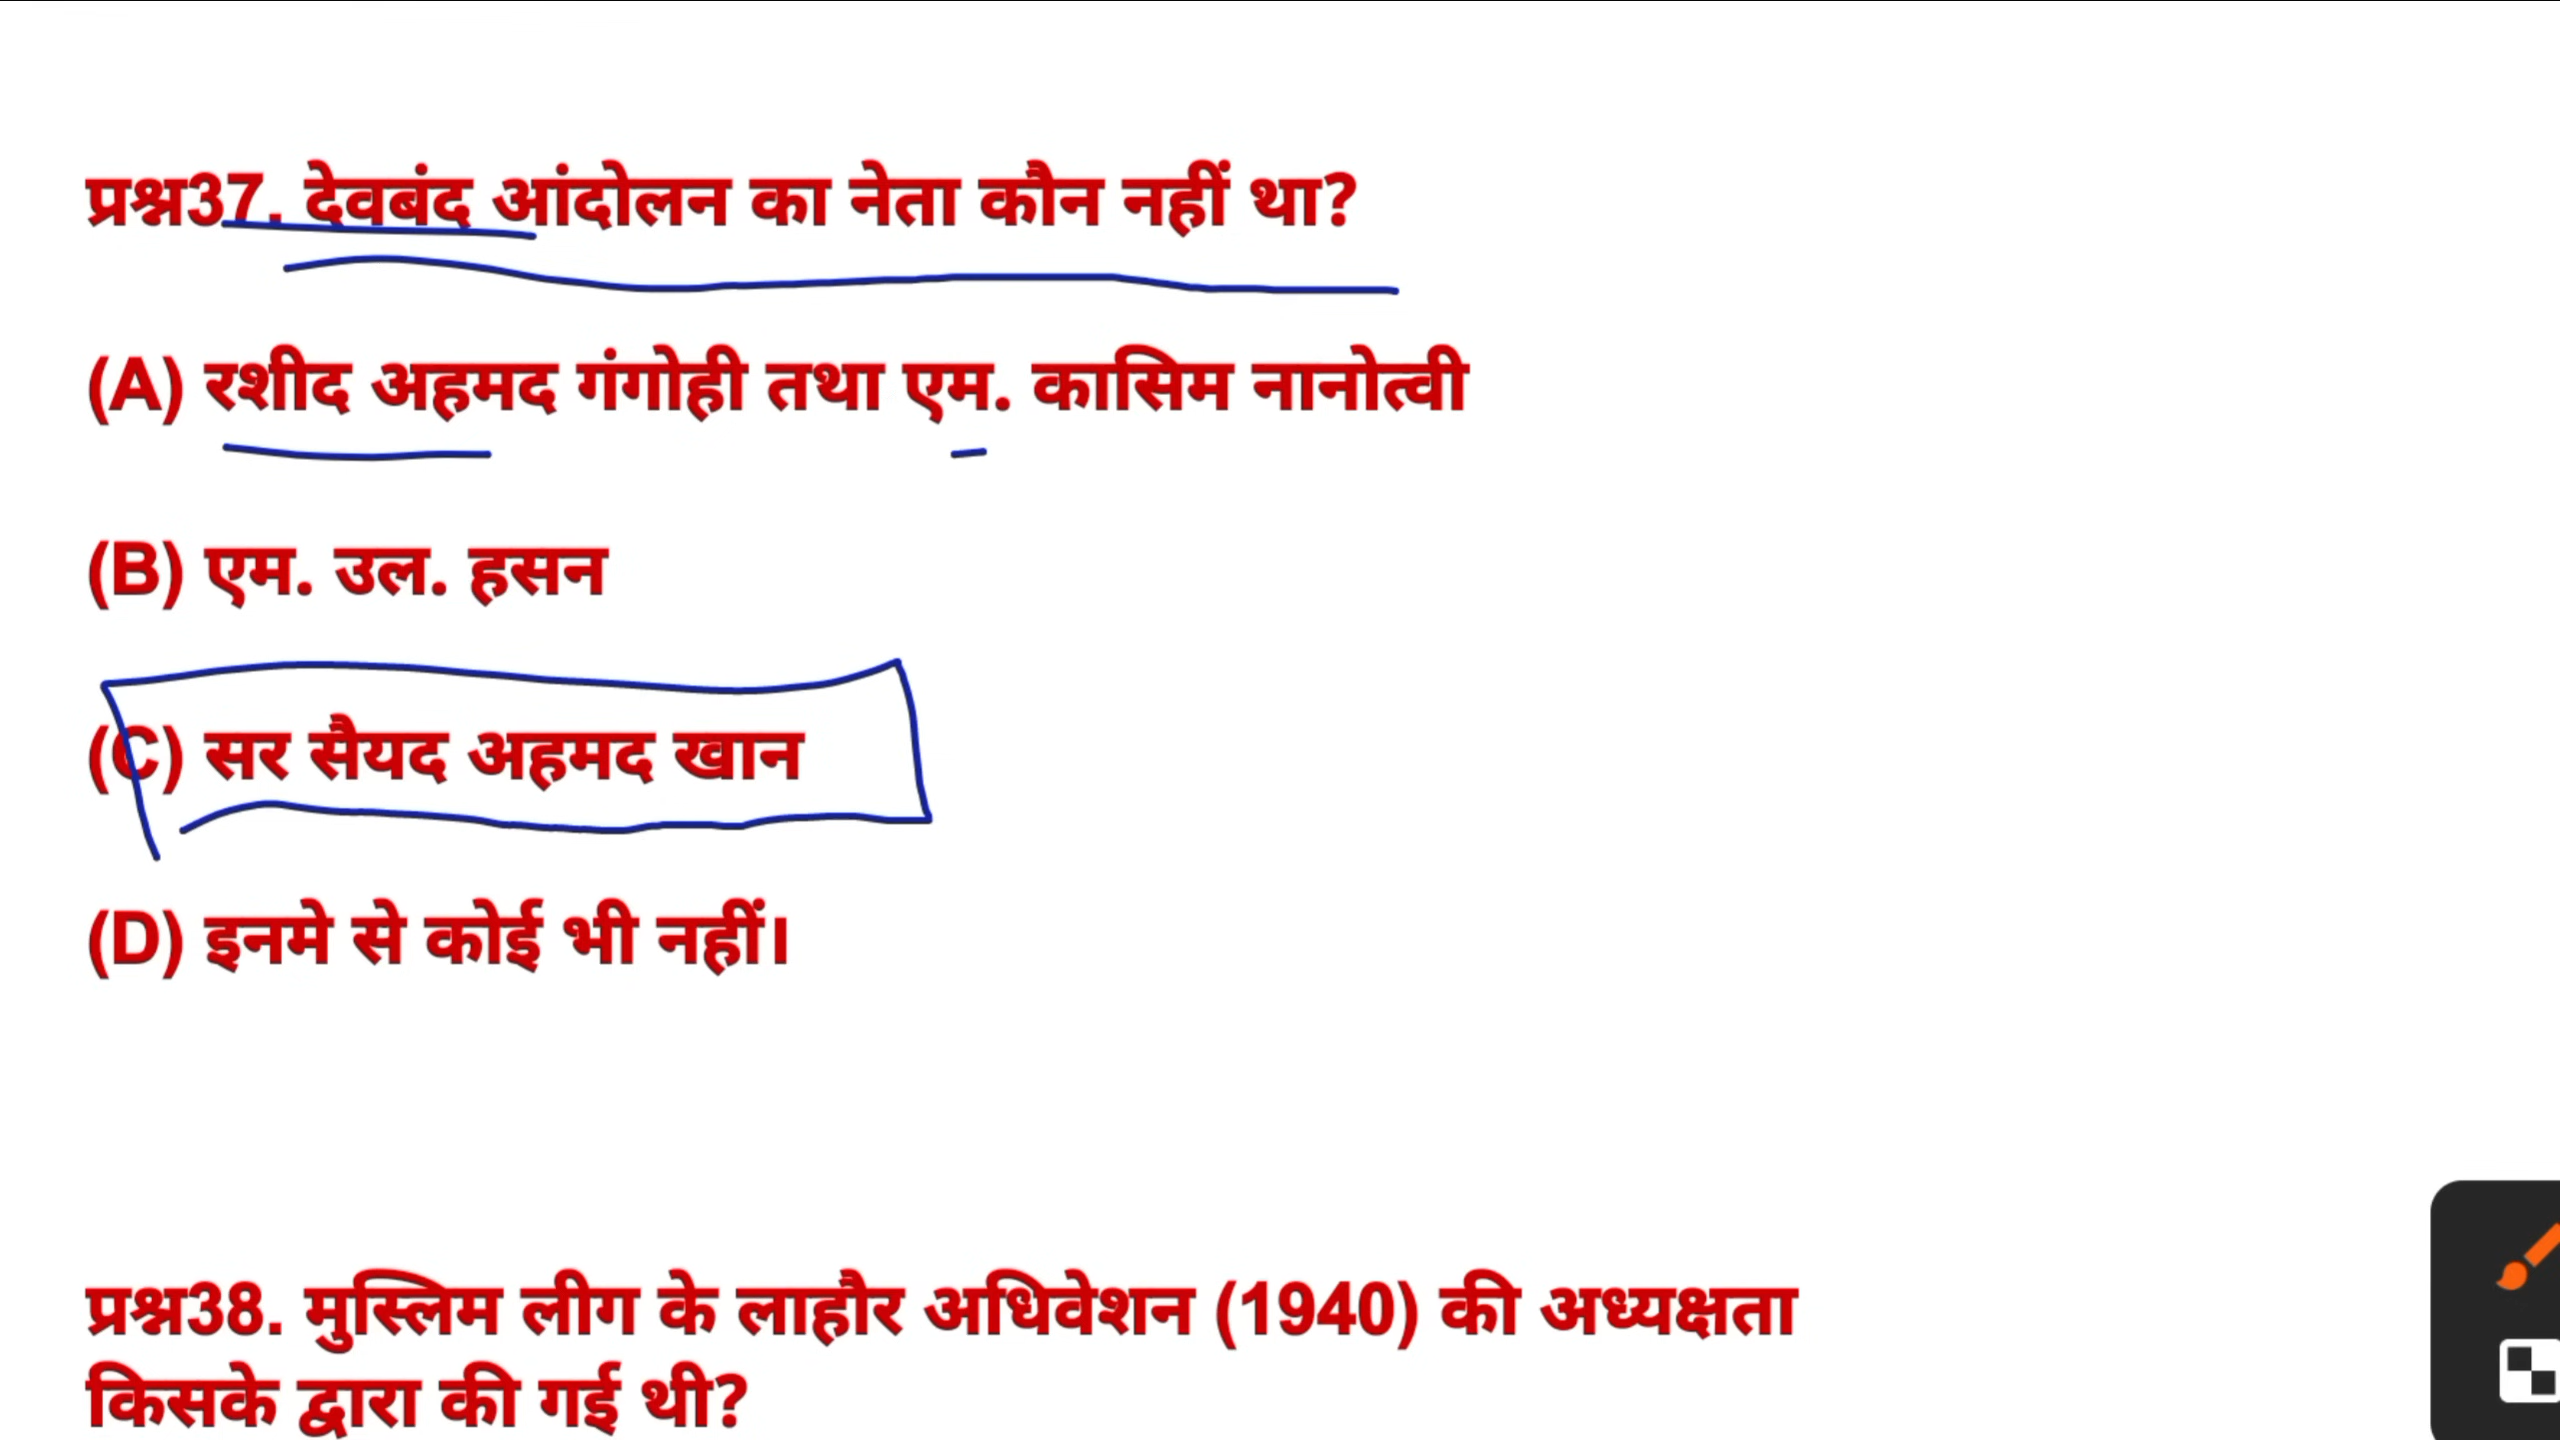 प्रश्न37. देवबंद आंदोलन का नेता कौन नहीं था?
(A) रशीद अहमद गंगोही तथा एम. कासिम नानोत्वी
(B) एम. उल. हसन
(C) सर सैयद अहमद खान
(D) इनमे से कोई भी नहीं।
प्रश्न38. मुस्लिम लीग के लाहौर अधिवेशन (1940) की अध्यक्षता
किसके द्वारा की गई थी?